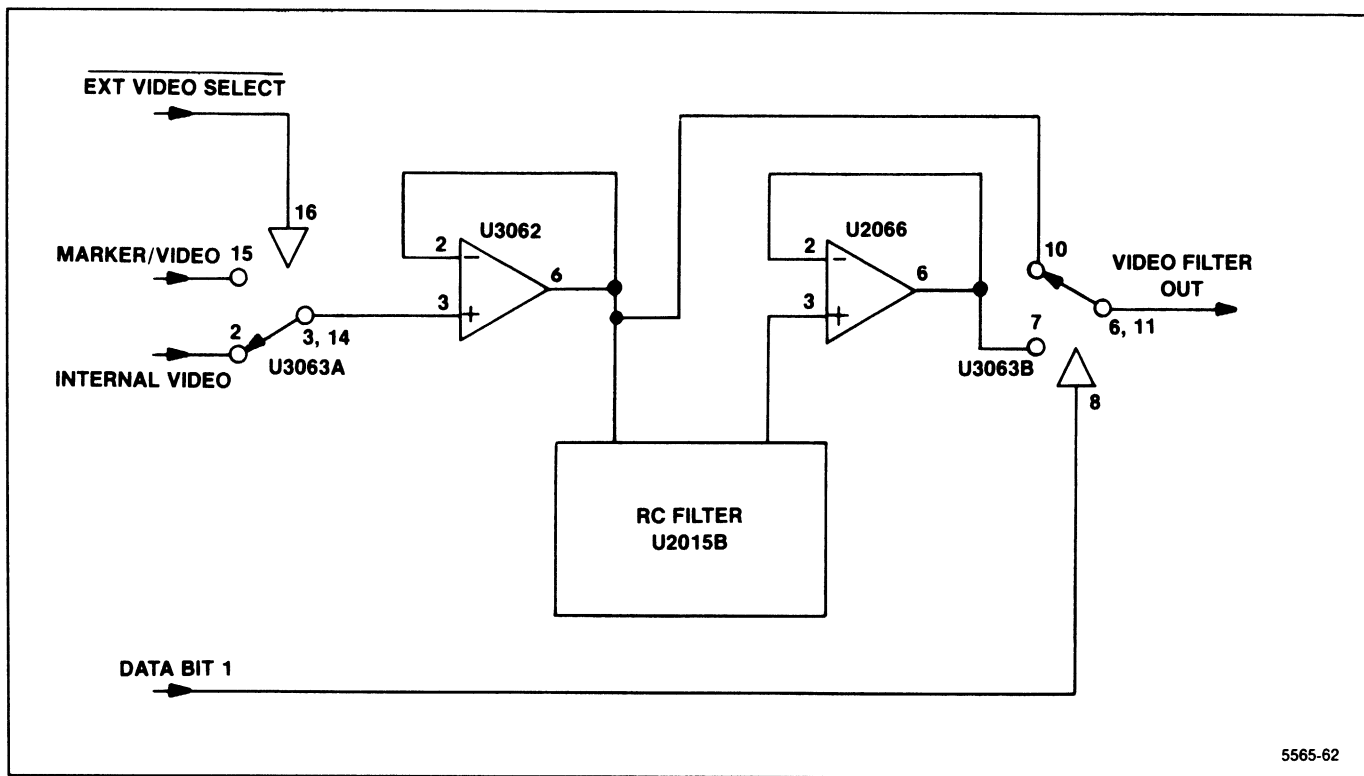 EXT VIDEO SELECT
16
MARKER/VIDEO
15
2
3, 14
U3063A
INTERNAL VIDEO
U3062
2
−
3
+
6
U2066
2
−
3
+
6
10
VIDEO FILTER
OUT
7
6, 11
U3063B
8
RC FILTER
U2015B
DATA BIT 1
5565-62